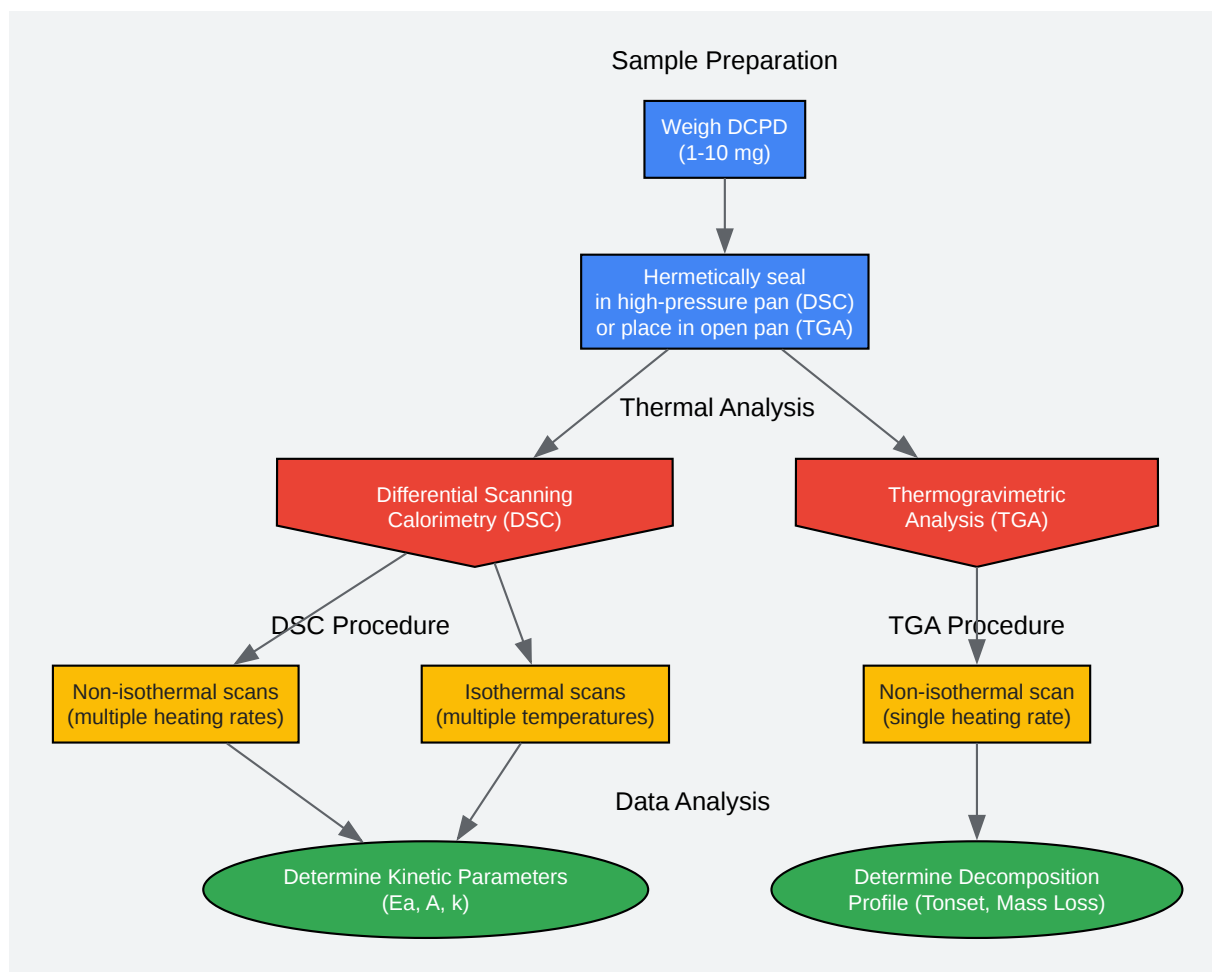 Sample Preparation
Weigh DCPD
(1-10 mg)
Hermetically seal
in high-pressure pan (DSC)
or place in open pan (TGA)
Thermal Analysis
Differential Scanning
Calorimetry (DSC)
Thermogravimetric
Analysis (TGA)
DSC Procedure
TGA Procedure
Non-isothermal scans
(multiple heating rates)
Isothermal scans
(multiple temperatures)
Non-isothermal scan
(single heating rate)
Data Analysis
Determine Kinetic Parameters
(Ea, A, k)
Determine Decomposition
Profile (Tonset, Mass Loss)